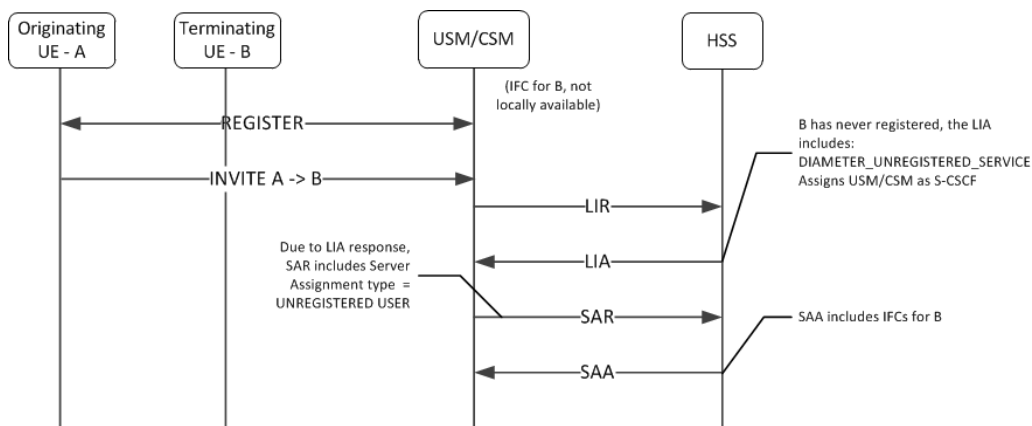 Originating
UE - A
Terminating
UE - B
USM/CSM
HSS
(IFC for B, not
locally available)
REGISTER
B has never registered, the LIA
includes:
DIAMETER_UNREGISTERED_SERVICE
Assigns USM/CSM as S-CSCF
INVITE A -> B
LIR
Due to LIA response,
SAR includes Server
Assignment type =
UNREGISTERED USER
LIA
SAR
SAA includes IFCs for B
SAA